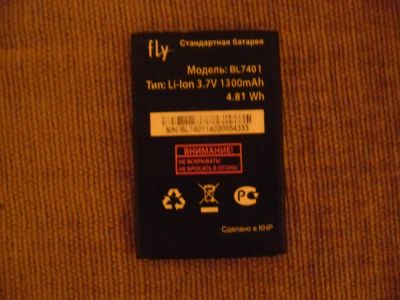 fly Стандартная батарея
Модель: BL7401
Тип: Li-Ion 3.7V 1300mAh
4.81 Wh
S/N: BL740114020054333
ВНИМАНИЕ!
НЕ ВСКРЫВАТЬ!
НЕ БРОСАТЬ В ОГОНЬ!
Сделано в КНР